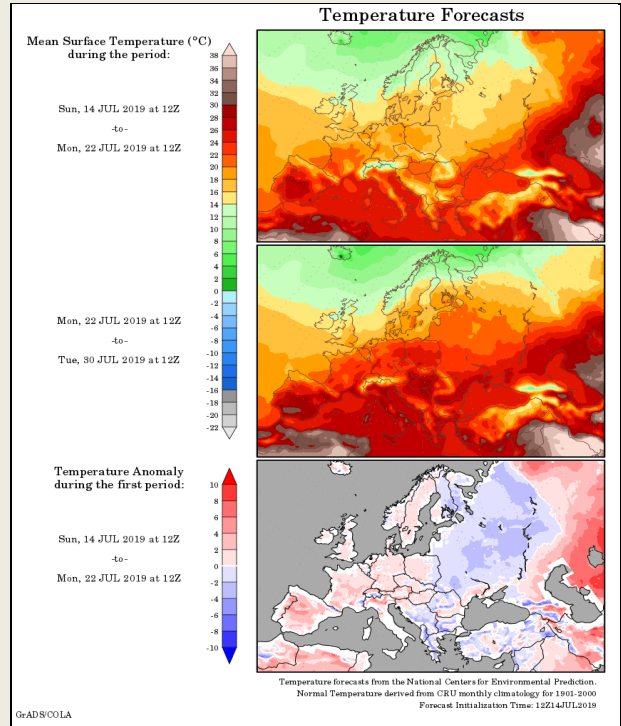 Temperature Forecasts
Mean Surface Temperature (°C)
during the period:
38
36
34
32
30
28
26
24
22
20
18
16
14
12
10
8
6
4
2
0
-2
-4
-6
-8
-10
-12
-14
-16
-18
-20
-22
Sun, 14 JUL 2019 at 12Z
-to-
Mon, 22 JUL 2019 at 12Z
Mon, 22 JUL 2019 at 12Z
-to-
Tue, 30 JUL 2019 at 12Z
Temperature Anomaly
during the first period:
10
8
6
4
2
0
-2
-4
-6
-8
-10
Sun, 14 JUL 2019 at 12Z
-to-
Mon, 22 JUL 2019 at 12Z
Temperature forecasts from the National Centers for Environmental Prediction.
Normal Temperature derived from CRU monthly climatology for 1901-2000
Forecast Initialization Time: 12Z14JUL2019
GrADS/COLA